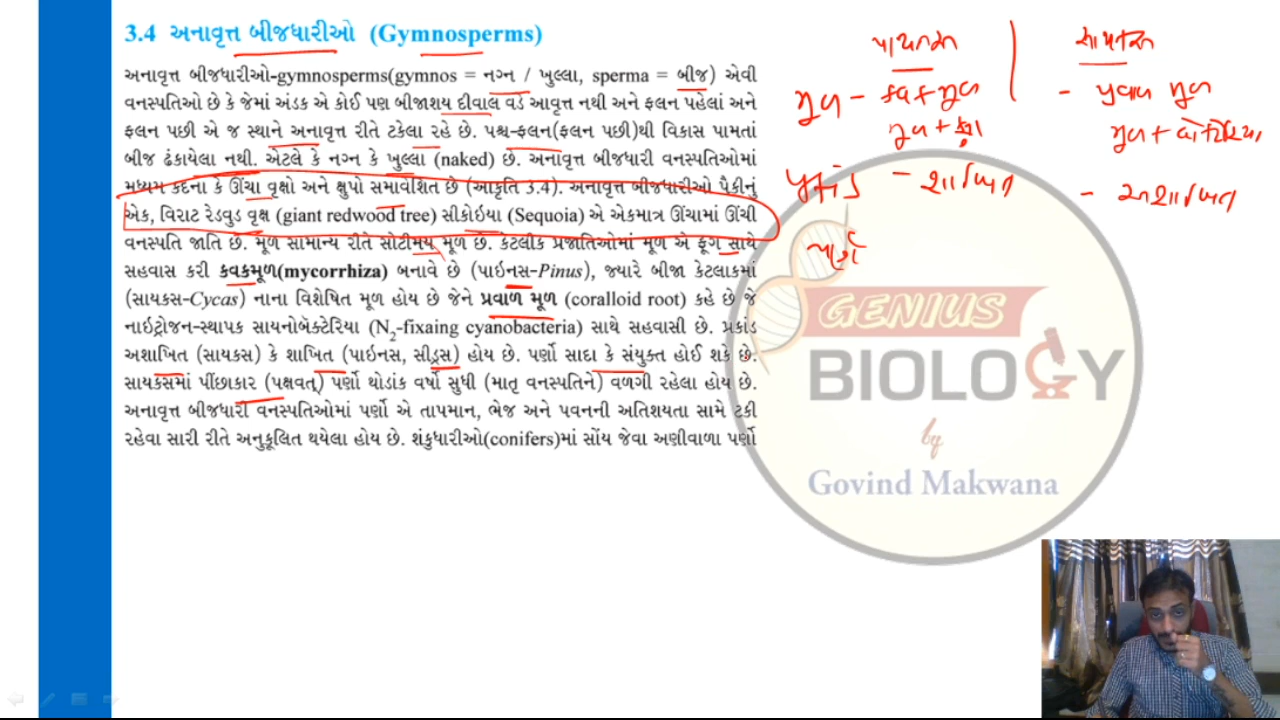 3.4 અનાવૃત્ત બીજધારીઓ (Gymnosperms)
અનાવૃત્ત બીજધારીઓ-gymnosperms(gymnos = નગ્ન / ખુલ્લા, sperma = બીજ) એવી
વનસ્પતિઓ છે કે જેમાં અંડક એ કોઈ પણ બીજાશય દીવાલ વડે આવૃત્ત નથી અને ફલન પહેલાં અને
ફલન પછી એ જ સ્થાને અનાવૃત્ત રીતે ટકેલા રહે છે. પશ્ચ-ફલન(ફલન પછી)થી વિકાસ પામતાં
બીજ ઢંકાયેલા નથી. એટલે કે નગ્ન કે ખુલ્લા (naked) છે. અનાવૃત્ત બીજધારી વનસ્પતિઓમાં
મધ્યમ કદના કે ઊંચા વૃક્ષો અને ક્ષુપો સમાવેશિત છે (આકૃતિ 3.4). અનાવૃત્ત બીજધારીઓ પૈકીનું
એક, વિરાટ રેડવુડ વૃક્ષ (giant redwood tree) સીકોઇયા (Sequoia) એ એકમાત્ર ઊંચામાં ઊંચી
વનસ્પતિ જાતિ છે. મૂળ સામાન્ય રીતે સોટીમય મૂળ છે. કેટલીક પ્રજાતિઓમાં મૂળ એ ફૂગ સાથે
સહવાસ કરી કવકમૂળ(mycorrhiza) બનાવે છે (પાઇનસ-Pinus), જ્યારે બીજા કેટલાકમાં
(સાયકસ-Cycas) નાના વિશેષિત મૂળ હોય છે જેને પ્રવાળ મૂળ (coralloid root) કહે છે જે
નાઇટ્રોજન-સ્થાપક સાયનોબૅક્ટેરિયા (N2-fixaing cyanobacteria) સાથે સહવાસી છે. પ્રકાંડ
અશાખિત (સાયકસ) કે શાખિત (પાઇનસ, સીડ્રસ) હોય છે. પર્ણો સાદા કે સંયુક્ત હોઈ શકે છે.
સાયકસમાં પીંછાકાર (પક્ષવત્) પર્ણો થોડાંક વર્ષો સુધી (માતૃ વનસ્પતિને) વળગી રહેલા હોય છે.
અનાવૃત્ત બીજધારી વનસ્પતિઓમાં પર્ણો એ તાપમાન, ભેજ અને પવનની અતિશયતા સામે ટકી
રહેવા સારી રીતે અનુકૂલિત થયેલા હોય છે. શંકુધારીઓ(conifers)માં સોંય જેવા અણીવાળા પર્ણો
પાયનસ સાયકસ
મૂળ - કવકમૂળ - પ્રવાળ મૂળ
મૂળ + મૂળ +
પ્રકાંડ - શાખિત - અશાખિત
પર્ણ
GENIUS
BIOLOGY
by
Govind Makwana